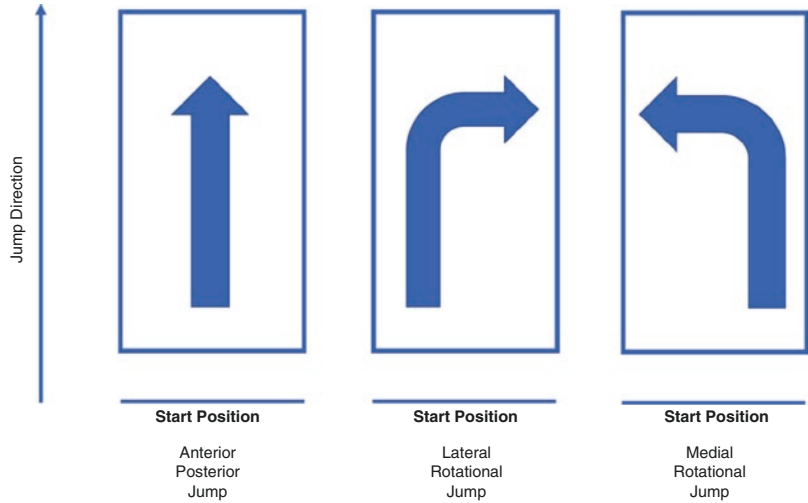 Jump Direction
Start Position
Anterior
Posterior
Jump
Start Position
Lateral
Rotational
Jump
Start Position
Medial
Rotational
Jump